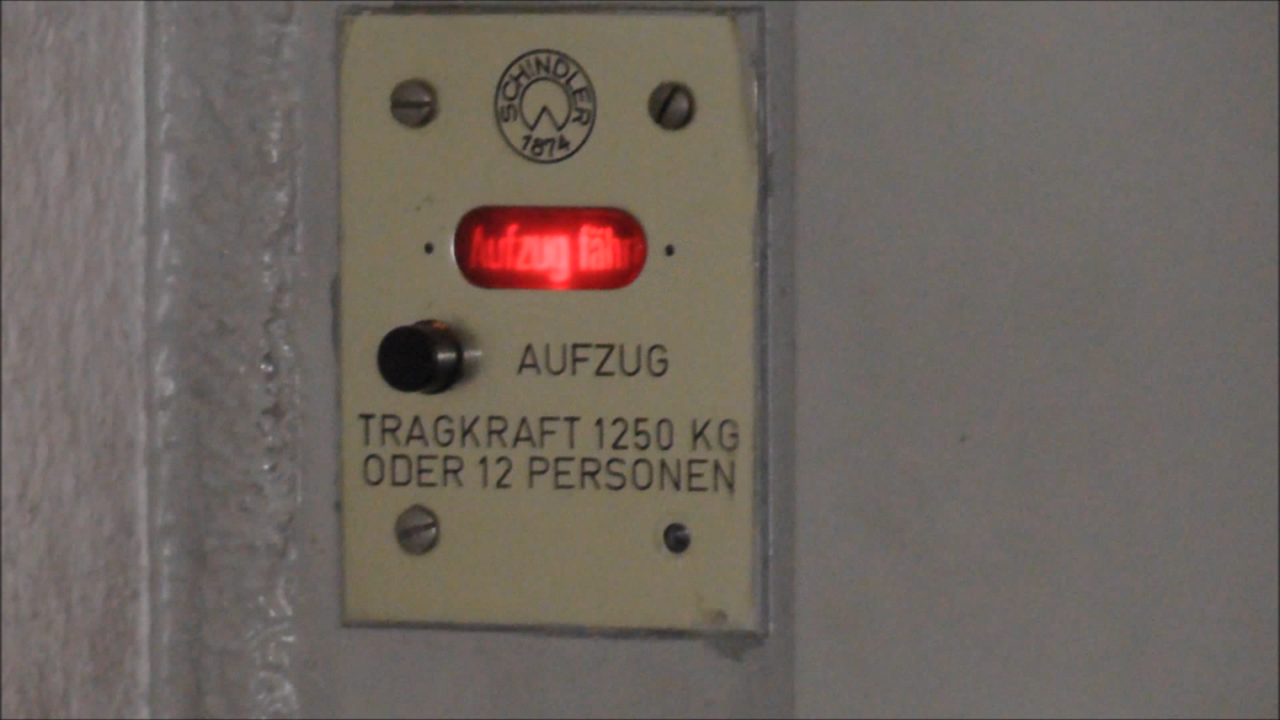 SCHINDLER
1874
Aufzug fährt
AUFZUG
TRAGKRAFT 1250 KG
ODER 12 PERSONEN